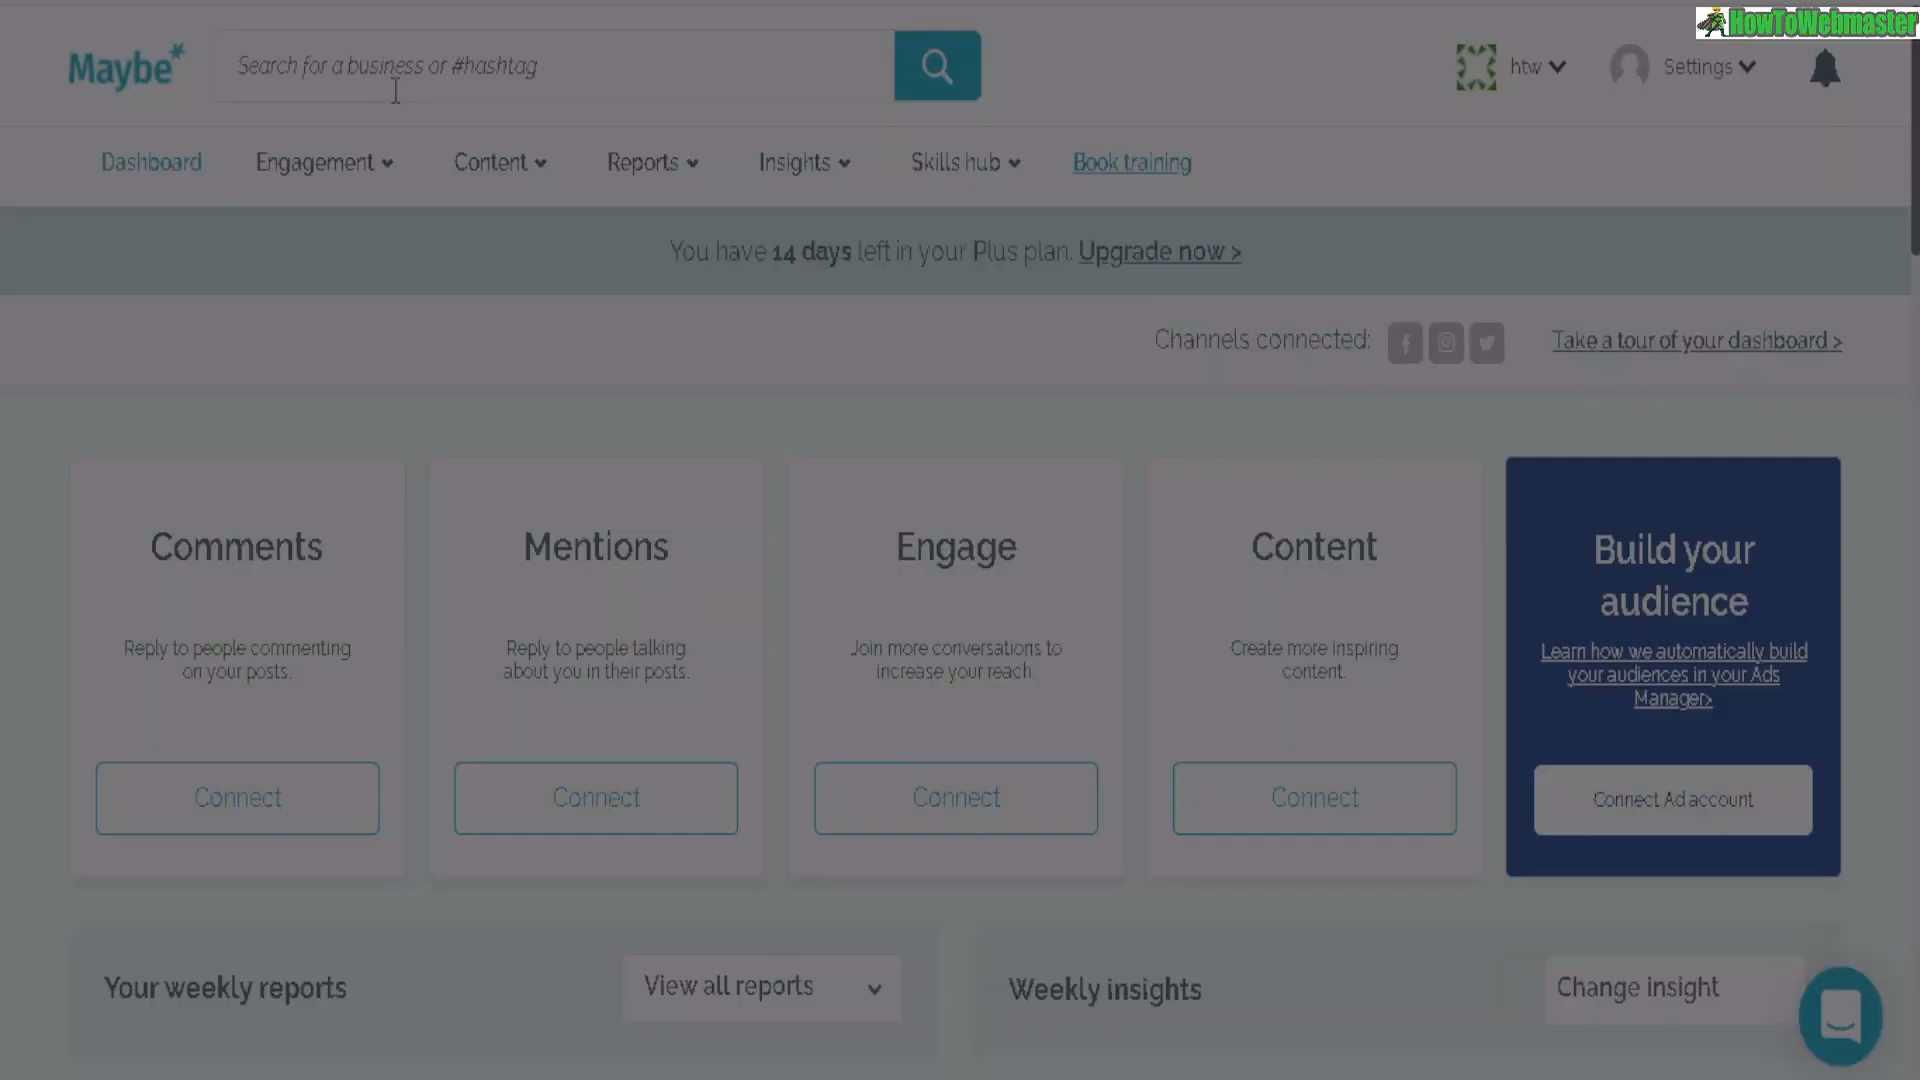 HowToWebmaster
Maybe*
Search for a business or #hashtag
htw
Settings
Dashboard
Engagement
Content
Reports
Insights
Skills hub
Book training
You have 14 days left in your Plus plan. Upgrade now >
Channels connected:
Take a tour of your dashboard >
Comments
Reply to people commenting
on your posts.
Connect
Mentions
Reply to people talking
about you in their posts.
Connect
Engage
Join more conversations to
increase your reach.
Connect
Content
Create more inspiring
content.
Connect
Build your
audience
Learn how we automatically build
your audiences in your Ads
Manager>
Connect Ad account
Your weekly reports
View all reports
Weekly insights
Change insight